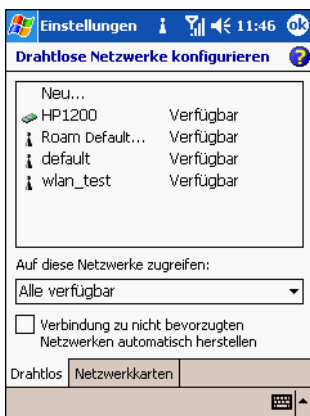 Einstellungen 11:46 ok
Drahtlose Netzwerke konfigurieren ?
Neu...
HP1200 Verfügbar
Roam Default... Verfügbar
default Verfügbar
wlan_test Verfügbar
Auf diese Netzwerke zugreifen:
Alle verfügbar
Verbindung zu nicht bevorzugten
Netzwerken automatisch herstellen
Drahtlos Netzwerkkarten